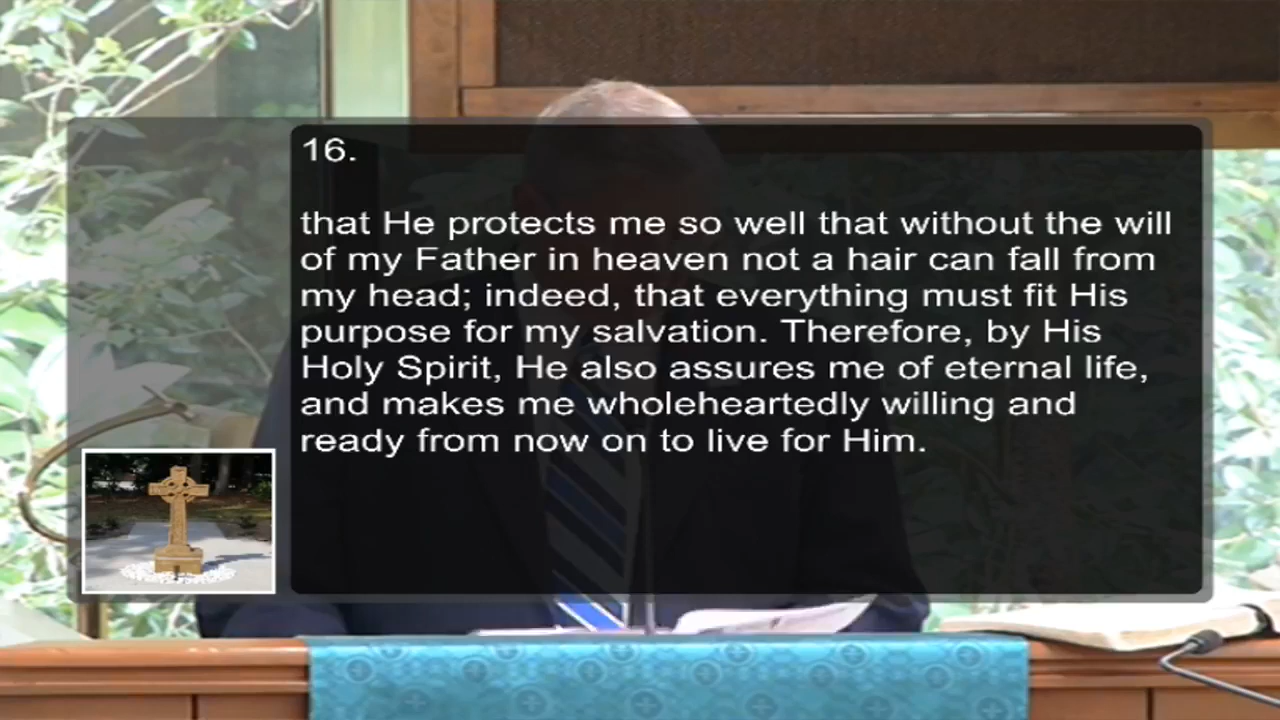 16.
that He protects me so well that without the will
of my Father in heaven not a hair can fall from
my head; indeed, that everything must fit His
purpose for my salvation. Therefore, by His
Holy Spirit, He also assures me of eternal life,
and makes me wholeheartedly willing and
ready from now on to live for Him.